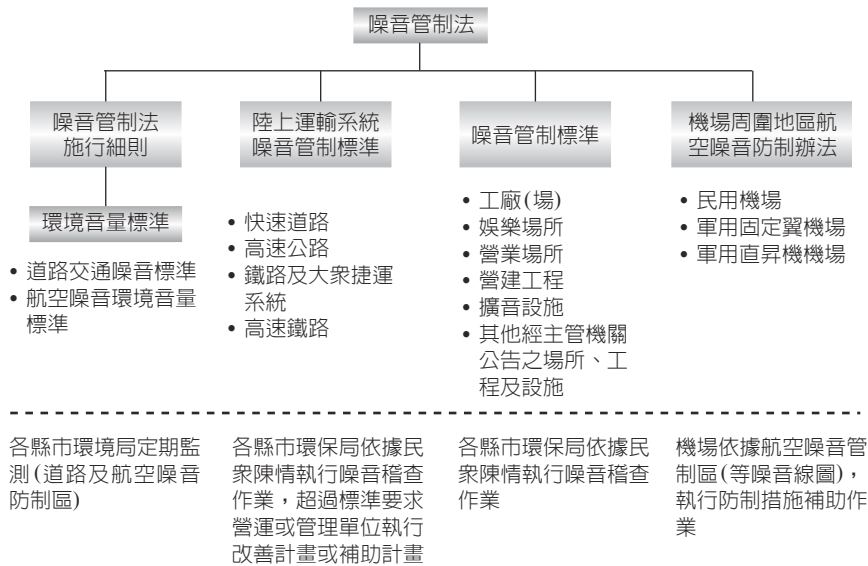 噪音管制法
噪音管制法
施行細則
環境音量標準
• 道路交通噪音標準
• 航空噪音環境音量
標準
陸上運輸系統
噪音管制標準
• 快速道路
• 高速公路
• 鐵路及大眾捷運
系統
• 高速鐵路
噪音管制標準
• 工廠(場)
• 娛樂場所
• 營業場所
• 營建工程
• 擴音設施
• 其他經主管機關
公告之場所、工
程及設施
機場周圍地區航
空噪音防制辦法
• 民用機場
• 軍用固定翼機場
• 軍用直昇機機場
各縣市環境局定期監
測(道路及航空噪音
防制區)
各縣市環保局依據民
眾陳情執行噪音稽查
作業，超過標準要求
營運或管理單位執行
改善計畫或補助計畫
各縣市環保局依據民
眾陳情執行噪音稽查
作業
機場依據航空噪音管
制區(等噪音線圖)，
執行防制措施補助作
業